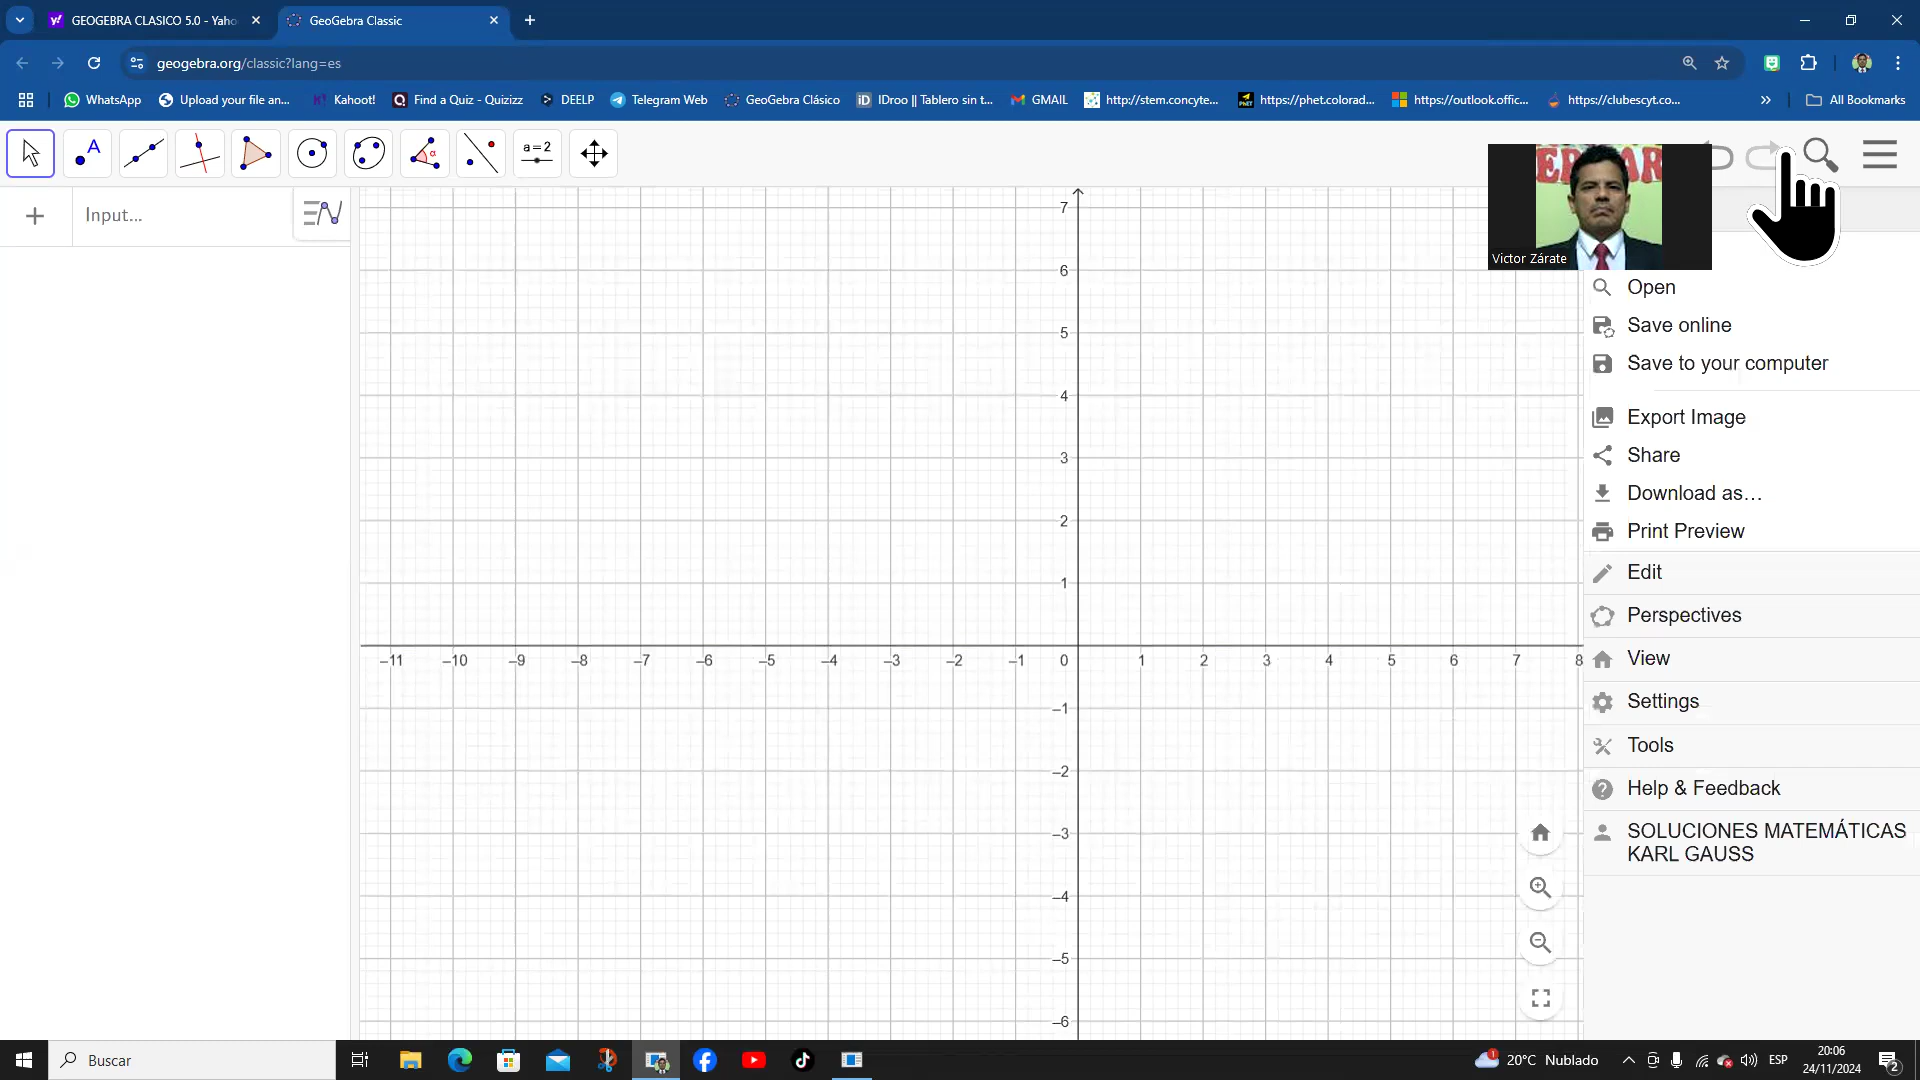 GEOGEBRA CLASICO 5.0 - Yaho
GeoGebra Classic
geogebra.org/classic?lang=es
WhatsApp
Upload your file an...
Kahoot!
Find a Quiz - Quizizz
DEELP
Telegram Web
GeoGebra Clásico
IDroo || Tablero sin t...
GMAIL
http://stem.concyte...
https://phet.colorad...
https://outlook.offic...
https://clubescyt.co...
»
All Bookmarks
A
α
a = 2
Input...
Victor Zárate
Open
Save online
Save to your computer
Export Image
Share
Download as…
Print Preview
Edit
Perspectives
View
Settings
Tools
Help & Feedback
SOLUCIONES MATEMÁTICAS
KARL GAUSS
7
6
5
4
3
2
1
–11 –10 –9 –8 –7 –6 –5 –4 –3 –2 –1 0 1 2 3 4 5 6 7 8
–1
–2
–3
–4
–5
–6
Buscar
20°C Nublado
ESP
20:06
24/11/2024
2